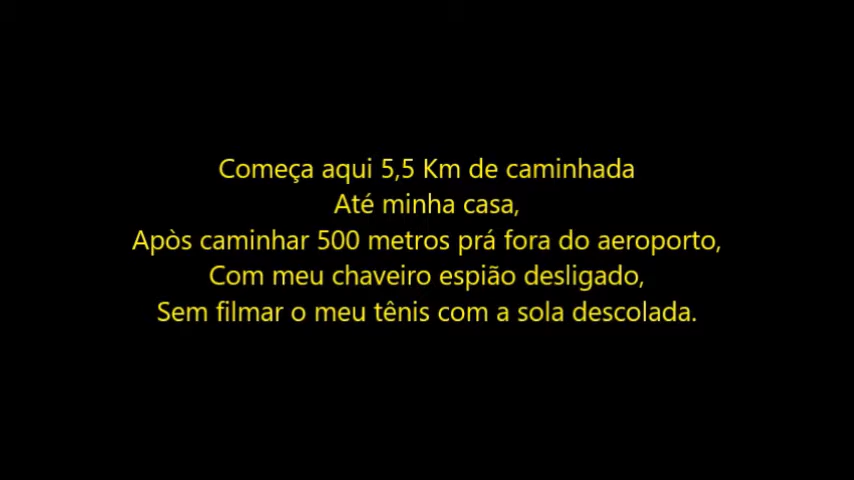 Começa aqui 5,5 Km de caminhada
Até minha casa,
Apòs caminhar 500 metros prá fora do aeroporto,
Com meu chaveiro espião desligado,
Sem filmar o meu tênis com a sola descolada.